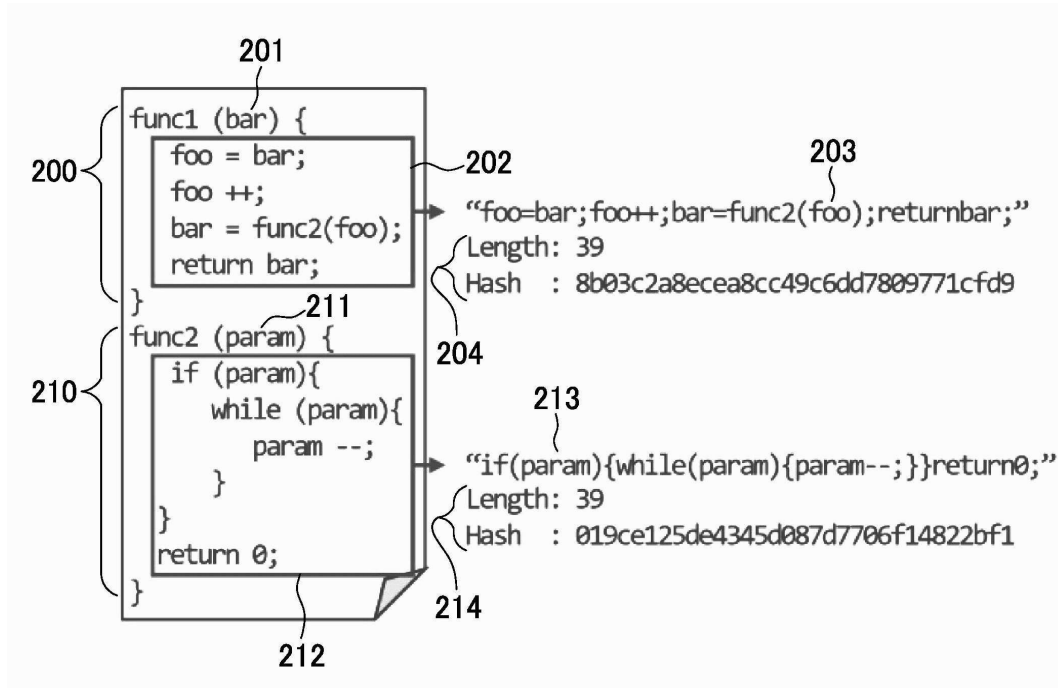 201
func1 (bar) {
200
foo = bar;
202
203
foo ++;
“foo=bar;foo++;bar=func2(foo);returnbar;”
bar = func2(foo);
Length: 39
return bar;
Hash : 8b03c2a8ecea8cc49c6dd7809771cfd9
}
211
204
func2 (param) {
210
if (param){
213
while (param){
param --;
“if(param){while(param){param--;}}return0;”
}
Length: 39
}
Hash : 019ce125de4345d087d7706f14822bf1
return 0;
}
214
212